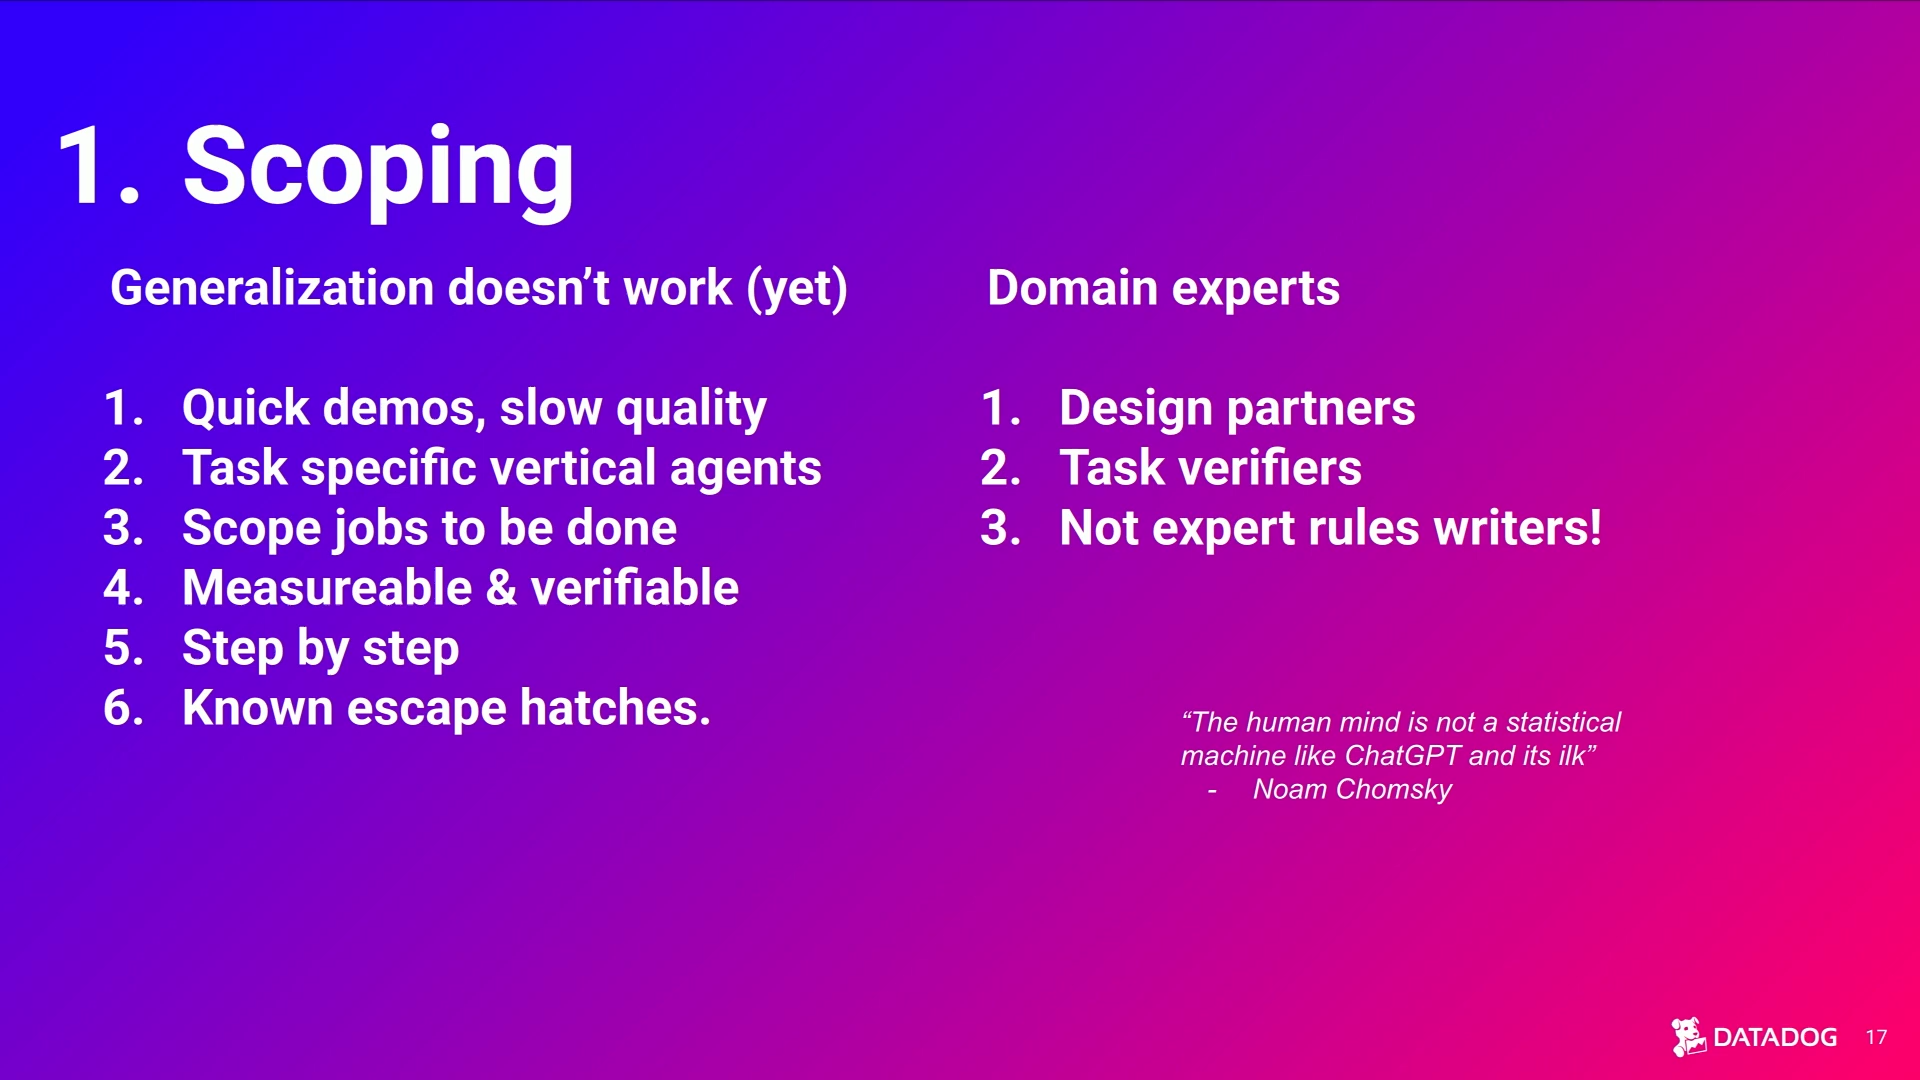 1. Scoping
Generalization doesn’t work (yet)
1. Quick demos, slow quality
2. Task specific vertical agents
3. Scope jobs to be done
4. Measureable & verifiable
5. Step by step
6. Known escape hatches.
Domain experts
1. Design partners
2. Task verifiers
3. Not expert rules writers!
“The human mind is not a statistical
machine like ChatGPT and its ilk”
- Noam Chomsky
DATADOG 17